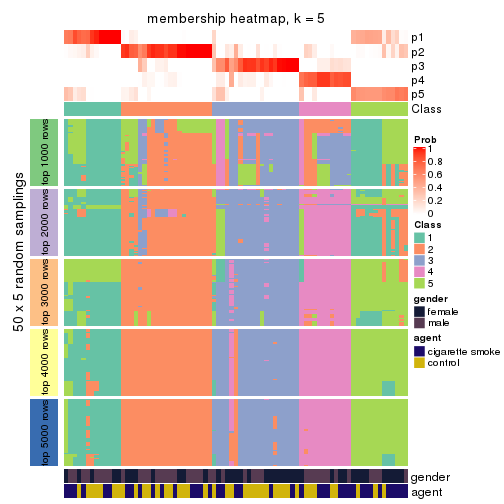 membership heatmap, k = 5
p1
p2
p3
p4
p5
Class
50 x 5 random samplings
top 1000 rows
top 2000 rows
top 3000 rows
top 4000 rows
top 5000 rows
gender
agent
Prob
1
0.8
0.6
0.4
0.2
0
Class
1
2
3
4
5
gender
female
male
agent
cigarette smoke
control